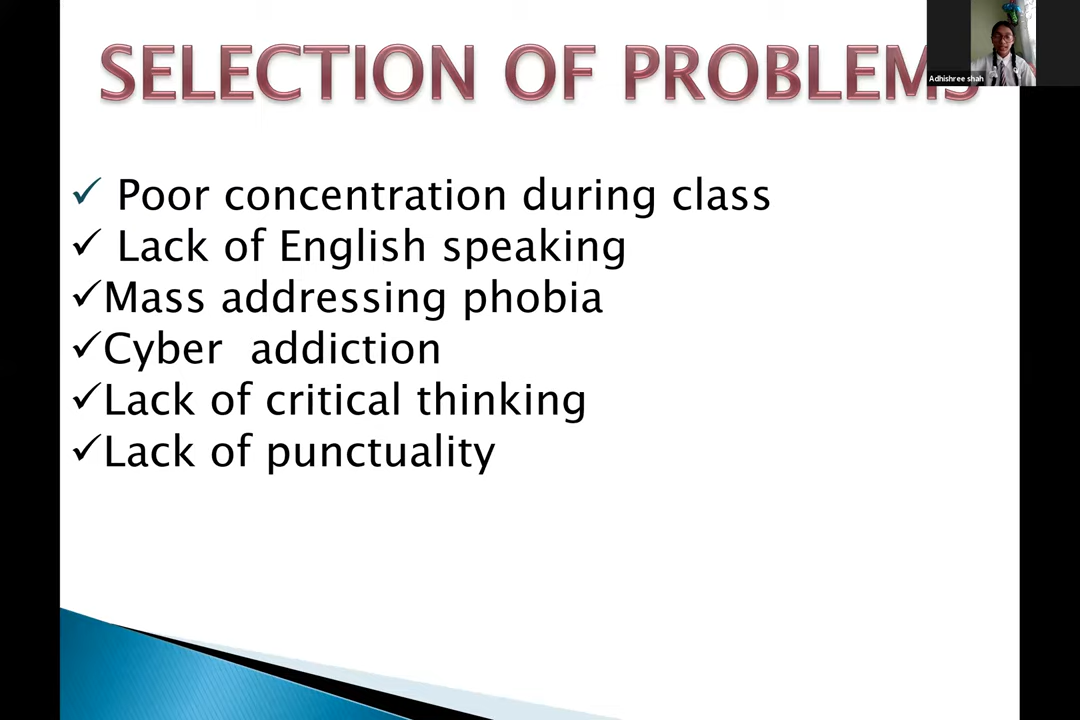 SELECTION OF PROBLEMS
Adhishree shah
✓ Poor concentration during class
✓ Lack of English speaking
✓Mass addressing phobia
✓Cyber addiction
✓Lack of critical thinking
✓Lack of punctuality